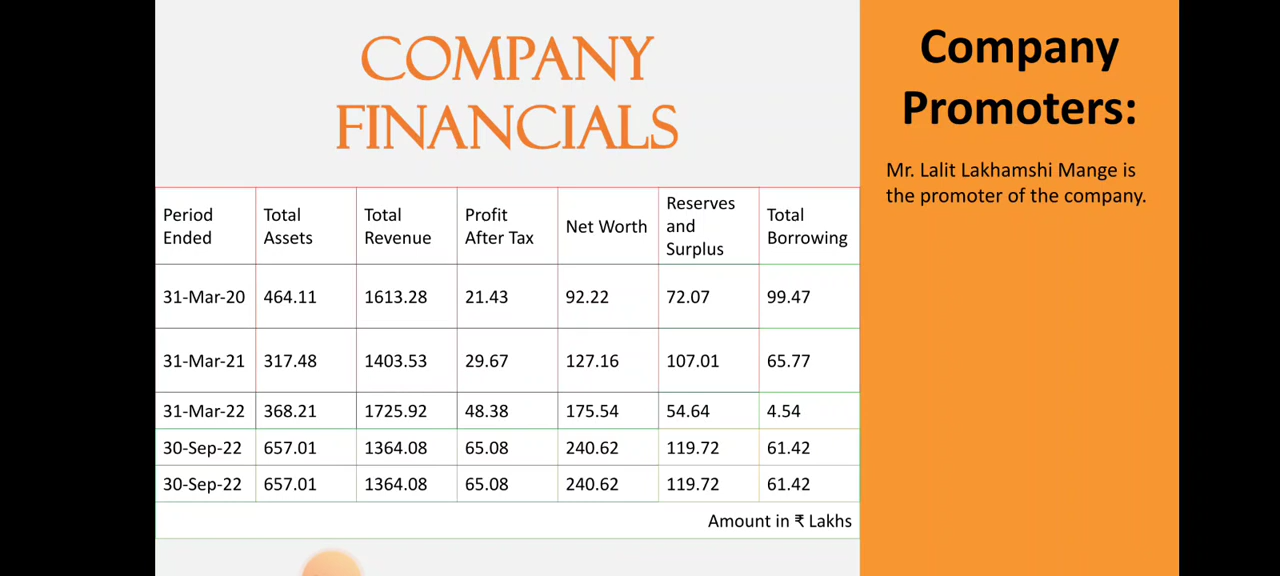 COMPANY
FINANCIALS
Company
Promoters:
Mr. Lalit Lakhamshi Mange is
the promoter of the company.
Period Ended Total Assets Total Revenue Profit After Tax Net Worth Reserves and Surplus Total Borrowing
31-Mar-20 464.11 1613.28 21.43 92.22 72.07 99.47
31-Mar-21 317.48 1403.53 29.67 127.16 107.01 65.77
31-Mar-22 368.21 1725.92 48.38 175.54 54.64 4.54
30-Sep-22 657.01 1364.08 65.08 240.62 119.72 61.42
30-Sep-22 657.01 1364.08 65.08 240.62 119.72 61.42
Amount in ₹ Lakhs